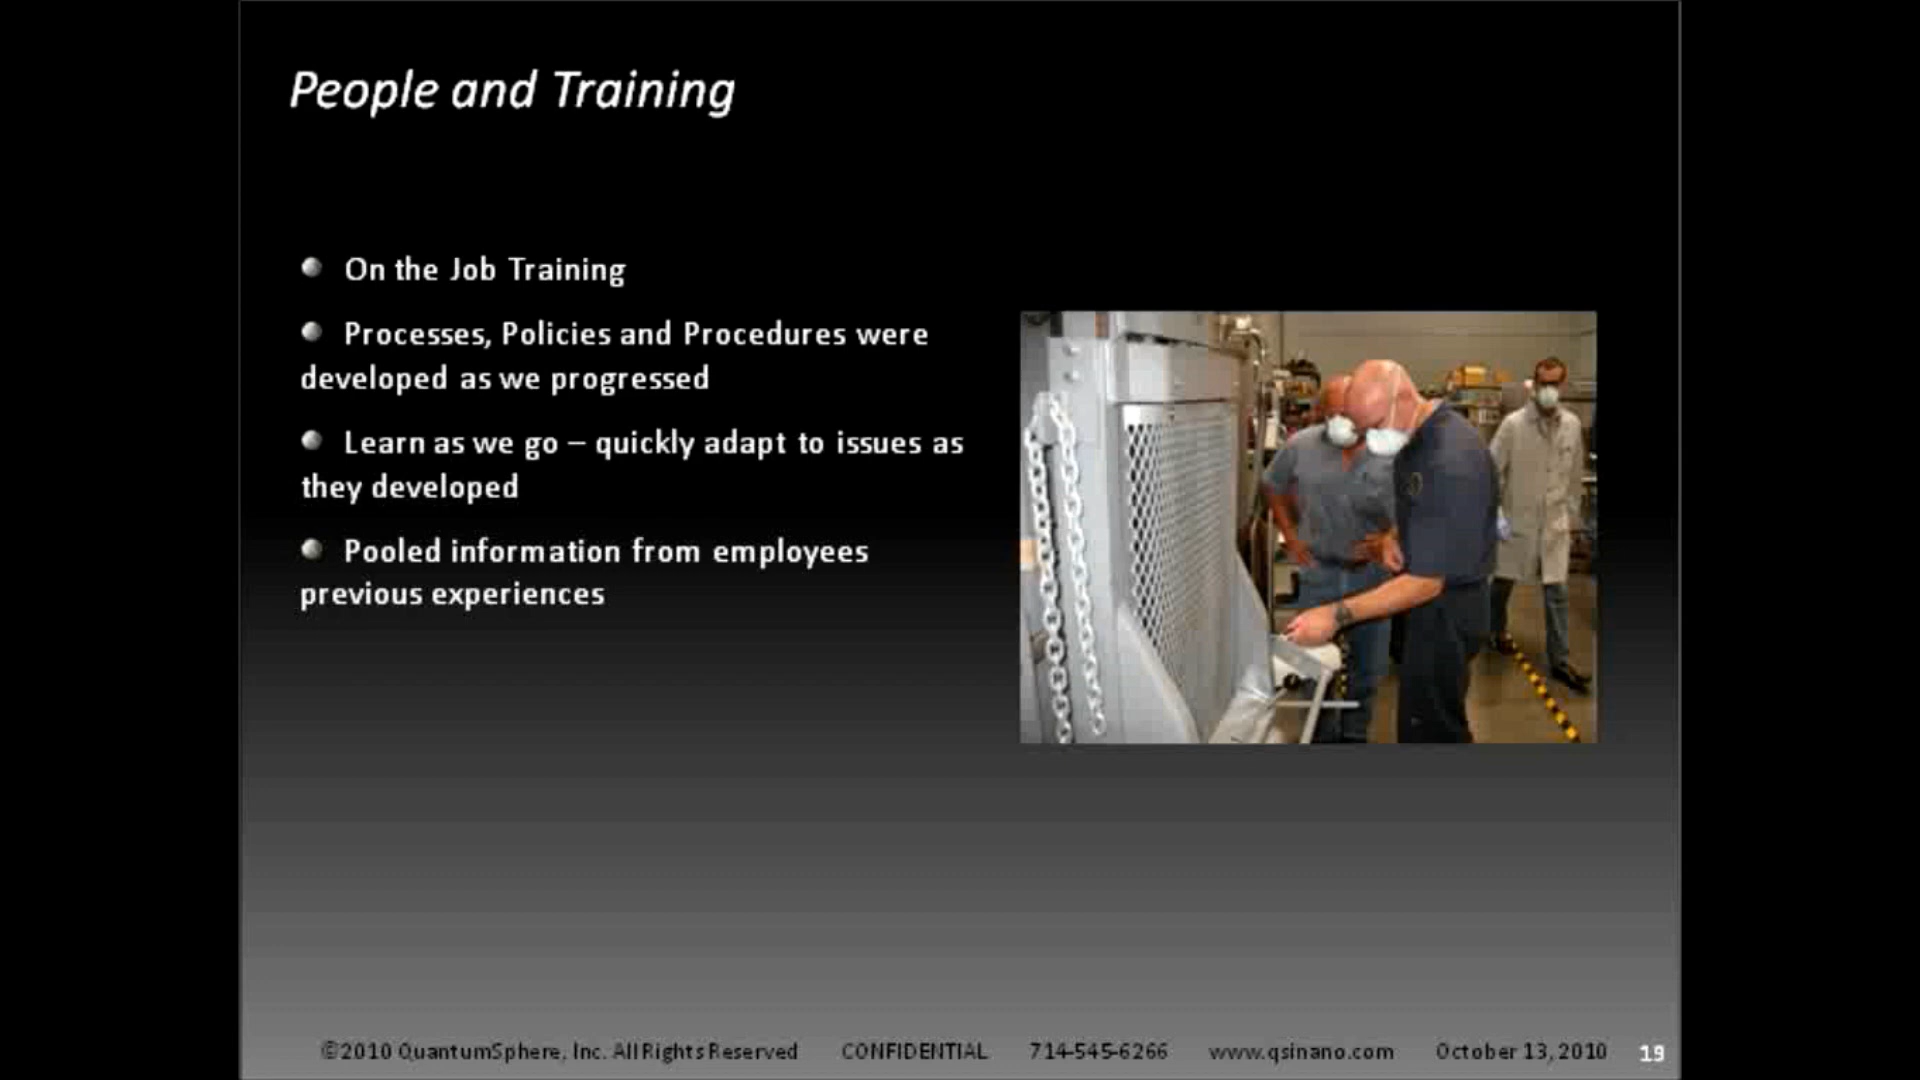 People and Training
On the Job Training
Processes, Policies and Procedures were
developed as we progressed
Learn as we go – quickly adapt to issues as
they developed
Pooled information from employees
previous experiences
©2010 QuantumSphere, Inc. All Rights Reserved CONFIDENTIAL 714-545-6266 www.qsinano.com October 13, 2010 19